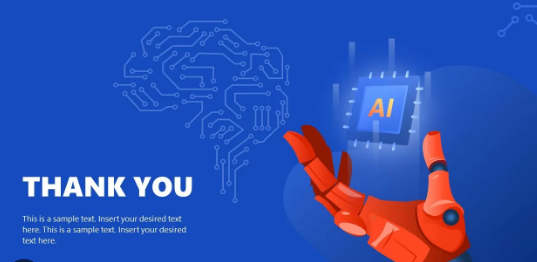 AI
THANK YOU
This is a sample text. Insert your desired text
here. This is a sample text. Insert your desired
text here.